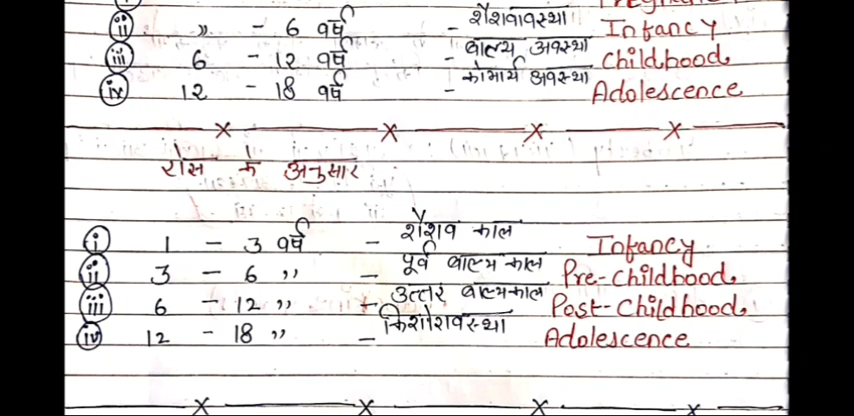 (ii) ,, - 6 वर्ष - शैशवावस्था Infancy
(iii) 6 - 12 वर्ष - बाल्य अवस्था Childhood.
(iv) 12 - 18 वर्ष - कोमार्य अवस्था Adolescence
रॉस के अनुसार
(i) 1 - 3 वर्ष - शैशव काल Infancy
(ii) 3 - 6 ,, - पूर्व बाल्यकाल Pre-Childhood.
(iii) 6 - 12 ,, - उत्तर बाल्यकाल Post-Childhood.
(iv) 12 - 18 ,, - किशोरावस्था Adolescence